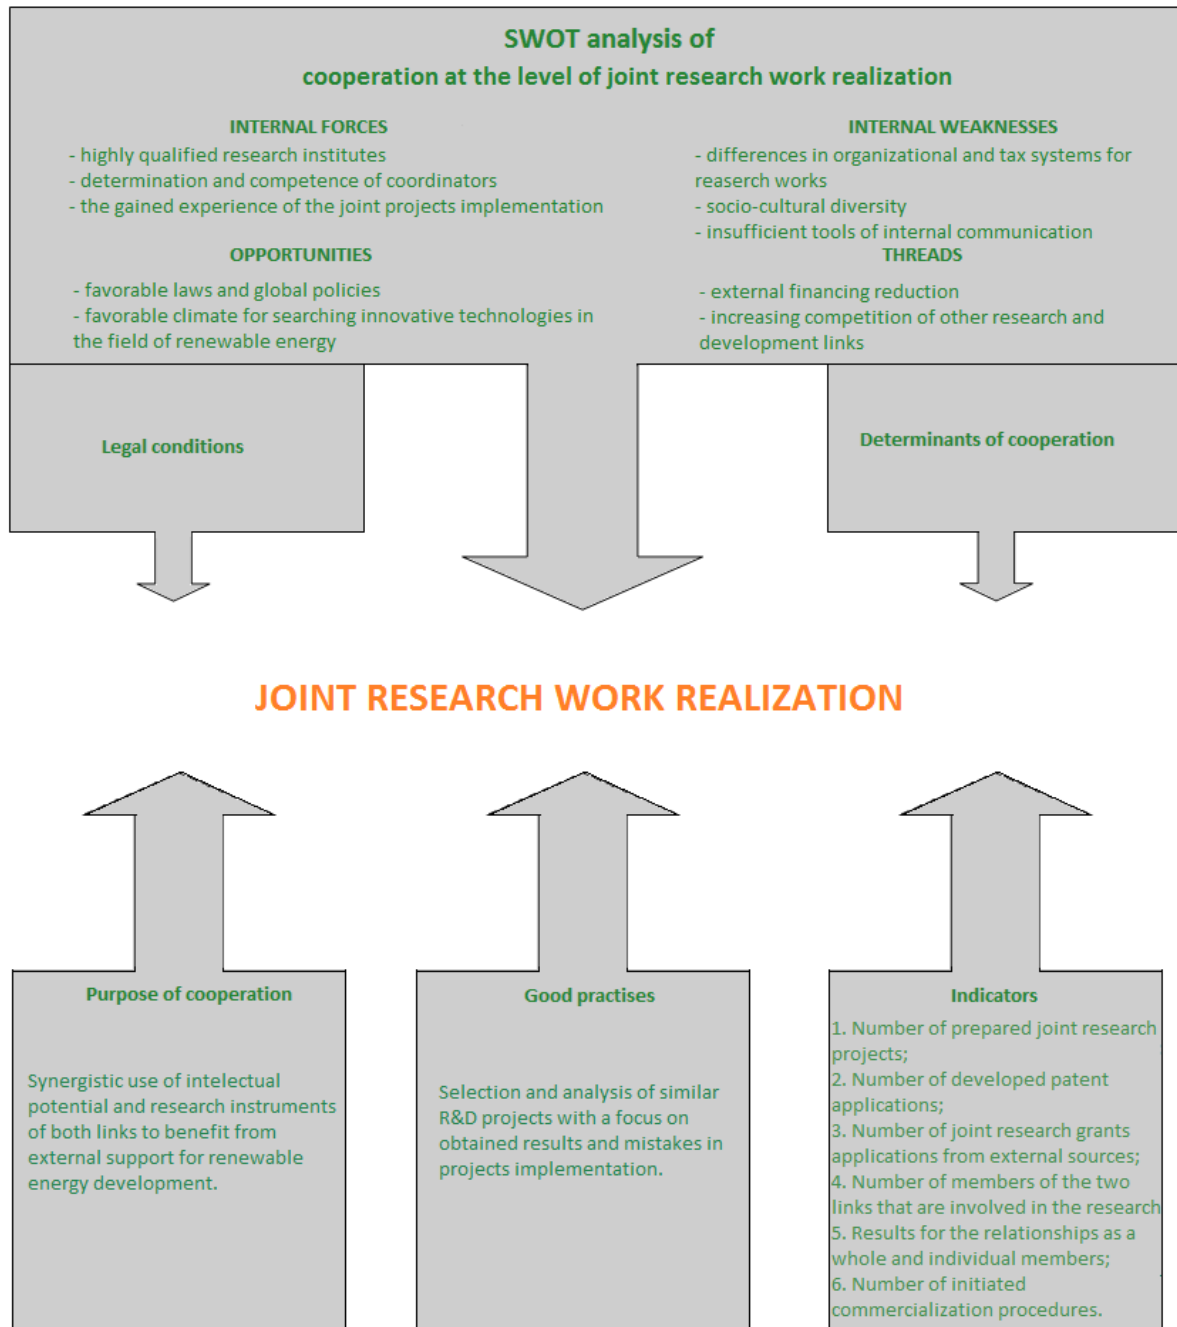 SWOT analysis of
cooperation at the level of joint research work realization
INTERNAL FORCES
- highly qualified research institutes
- determination and competence of coordinators
- the gained experience of the joint projects implementation
INTERNAL WEAKNESSES
- differences in organizational and tax systems for
reaserch works
- socio-cultural diversity
- insufficient tools of internal communication
OPPORTUNITIES
- favorable laws and global policies
- favorable climate for searching innovative technologies in
the field of renewable energy
THREADS
- external financing reduction
- increasing competition of other research and
development links
Legal conditions
Determinants of cooperation
JOINT RESEARCH WORK REALIZATION
Purpose of cooperation
Synergistic use of intelectual
potential and research instruments
of both links to benefit from
external support for renewable
energy development.
Good practises
Selection and analysis of similar
R&D projects with a focus on
obtained results and mistakes in
projects implementation.
Indicators
1. Number of prepared joint research
projects;
2. Number of developed patent
applications;
3. Number of joint research grants
applications from external sources;
4. Number of members of the two
links that are involved in the research
5. Results for the relationships as a
whole and individual members;
6. Number of initiated
commercialization procedures.